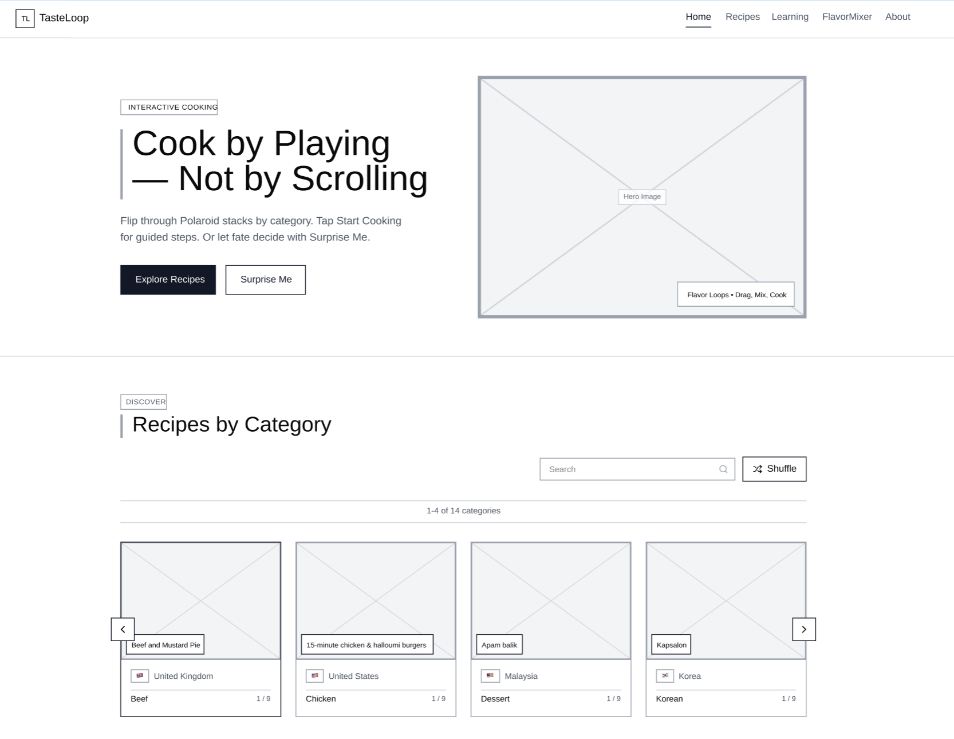 TL TasteLoop
Home Recipes Learning FlavorMixer About
INTERACTIVE COOKING
Cook by Playing
— Not by Scrolling
Flip through Polaroid stacks by category. Tap Start Cooking
for guided steps. Or let fate decide with Surprise Me.
Explore Recipes
Surprise Me
Hero Image
Flavor Loops • Drag, Mix, Cook
DISCOVER
Recipes by Category
Search
Shuffle
1-4 of 14 categories
Beef and Mustard Pie
United Kingdom
Beef 1 / 9
15-minute chicken & halloumi burgers
United States
Chicken 1 / 9
Apam balik
Malaysia
Dessert 1 / 9
Kapsalon
Korea
Korean 1 / 9